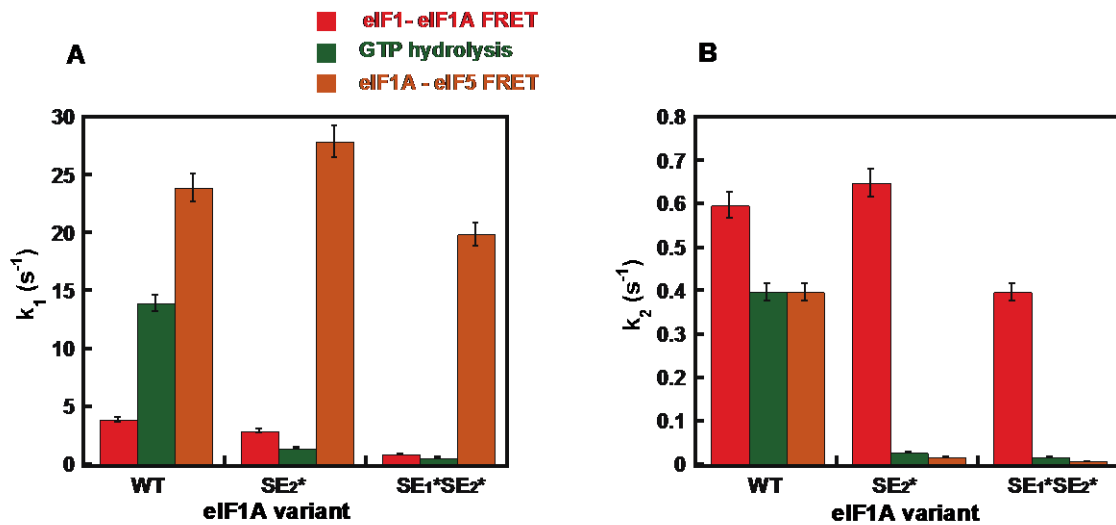 eIF1- eIF1A FRET
GTP hydrolysis
eIF1A - eIF5 FRET
A
30
25
20
15
10
5
0
k1 (s-1)
WT SE2* SE1*SE2*
eIF1A variant
B
0.8
0.7
0.6
0.5
0.4
0.3
0.2
0.1
0
k2 (s-1)
WT SE2* SE1*SE2*
eIF1A variant